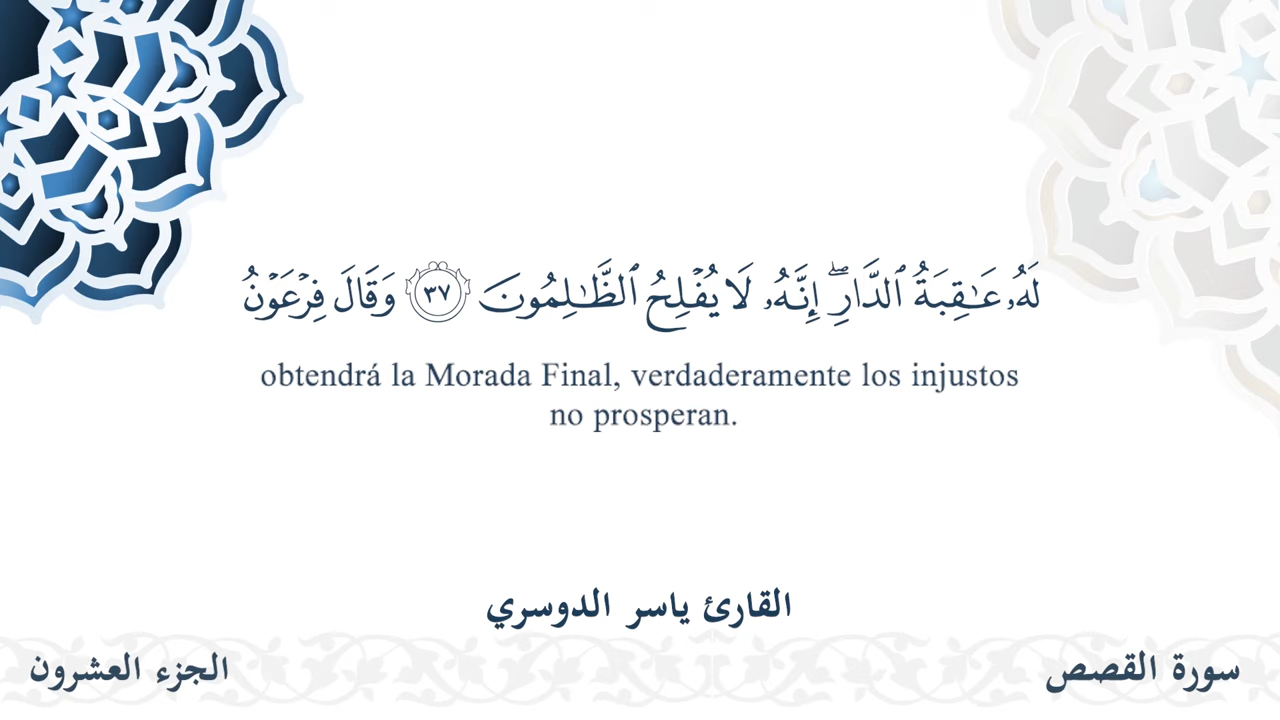 لَهُۥ عَـٰقِبَةُ ٱلدَّارِ ۖ إِنَّهُۥ لَا يُفْلِحُ ٱلظَّـٰلِمُونَ ٣٧ وَقَالَ فِرْعَوْنُ
obtendrá la Morada Final, verdaderamente los injustos
no prosperan.
القارئ ياسر الدوسري
سورة القصص
الجزء العشرون